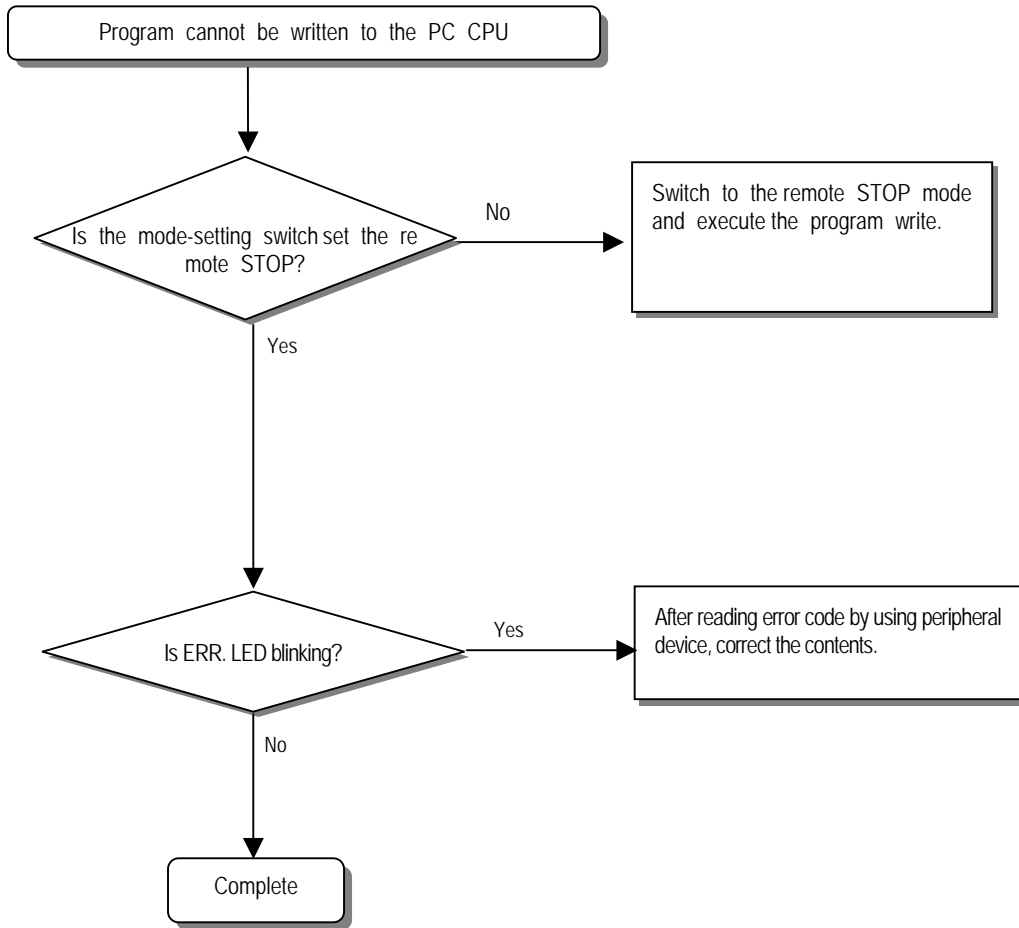 Program cannot be written to the PC CPU
Is the mode-setting switch set the re
mote STOP?
No
Switch to the remote STOP mode
and execute the program write.
Yes
Is ERR. LED blinking?
Yes
After reading error code by using peripheral
device, correct the contents.
No
Complete